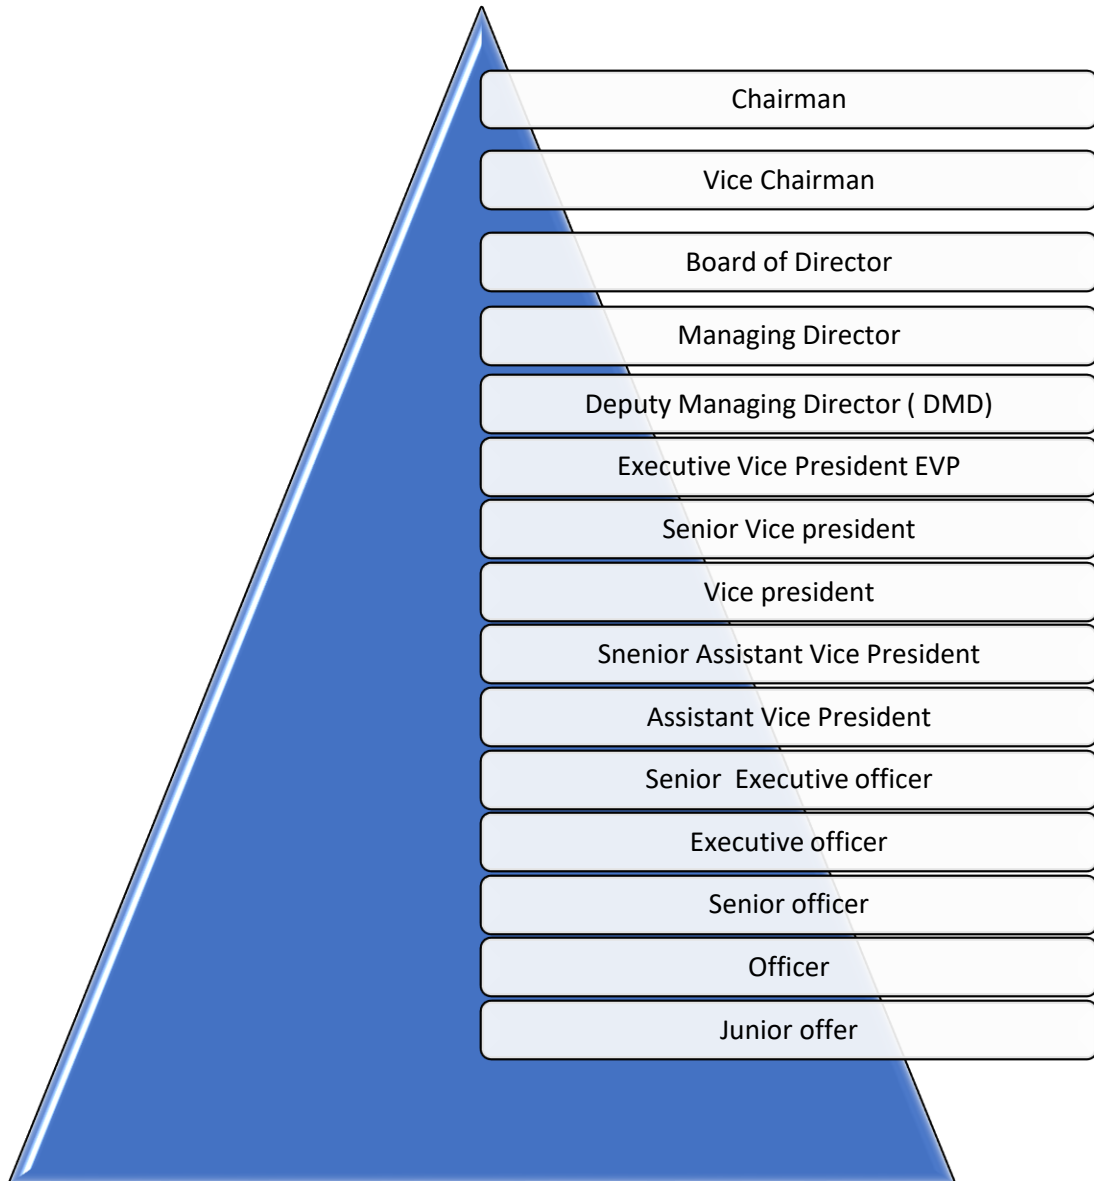 Chairman
Vice Chairman
Board of Director
Managing Director
Deputy Managing Director ( DMD)
Executive Vice President EVP
Senior Vice president
Vice president
Snenior Assistant Vice President
Assistant Vice President
Senior  Executive officer
Executive officer
Senior officer
Officer
Junior offer